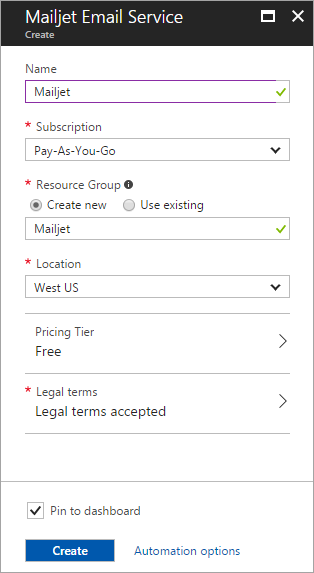 Mailjet Email Service
Create
Name
Mailjet
* Subscription
Pay-As-You-Go
* Resource Group
Create new Use existing
Mailjet
* Location
West US
Pricing Tier
Free
* Legal terms
Legal terms accepted
Pin to dashboard
Create Automation options